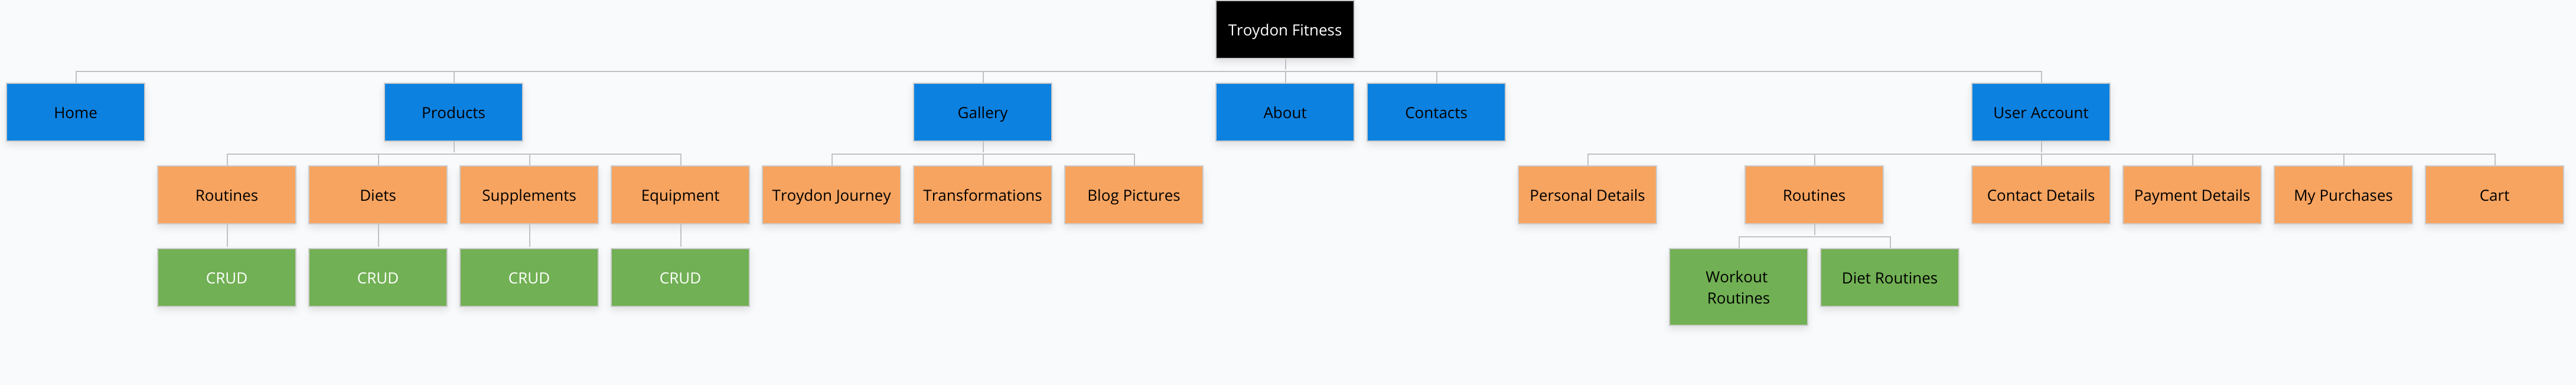 Troydon Fitness
Home
Products
Gallery
About
Contacts
User Account
Routines
Diets
Supplements
Equipment
Troydon Journey
Transformations
Blog Pictures
Personal Details
Routines
Contact Details
Payment Details
My Purchases
Cart
CRUD
CRUD
CRUD
CRUD
Workout
Routines
Diet Routines